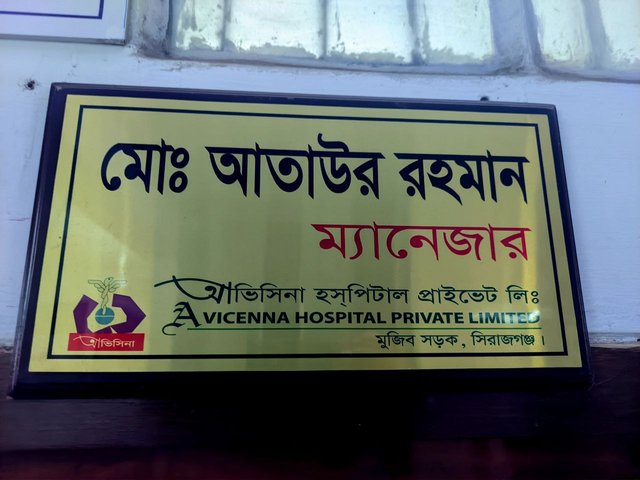 মোঃ আতাউর রহমান
ম্যানেজার
আভিসিনা হস্‌পিটাল প্রাইভেট লিঃ
AVICENNA HOSPITAL PRIVATE LIMITED
মুজিব সড়ক, সিরাজগঞ্জ।
আভিসিনা